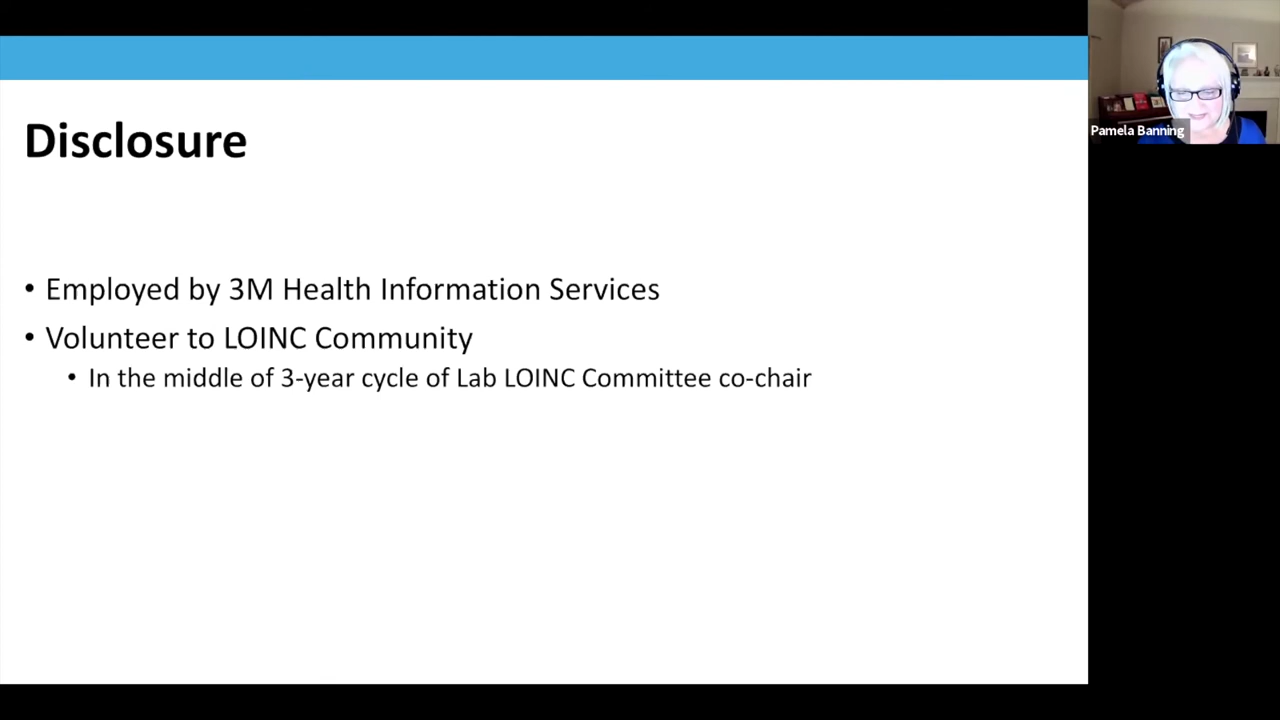 Disclosure
• Employed by 3M Health Information Services
• Volunteer to LOINC Community
• In the middle of 3-year cycle of Lab LOINC Committee co-chair
Pamela Banning